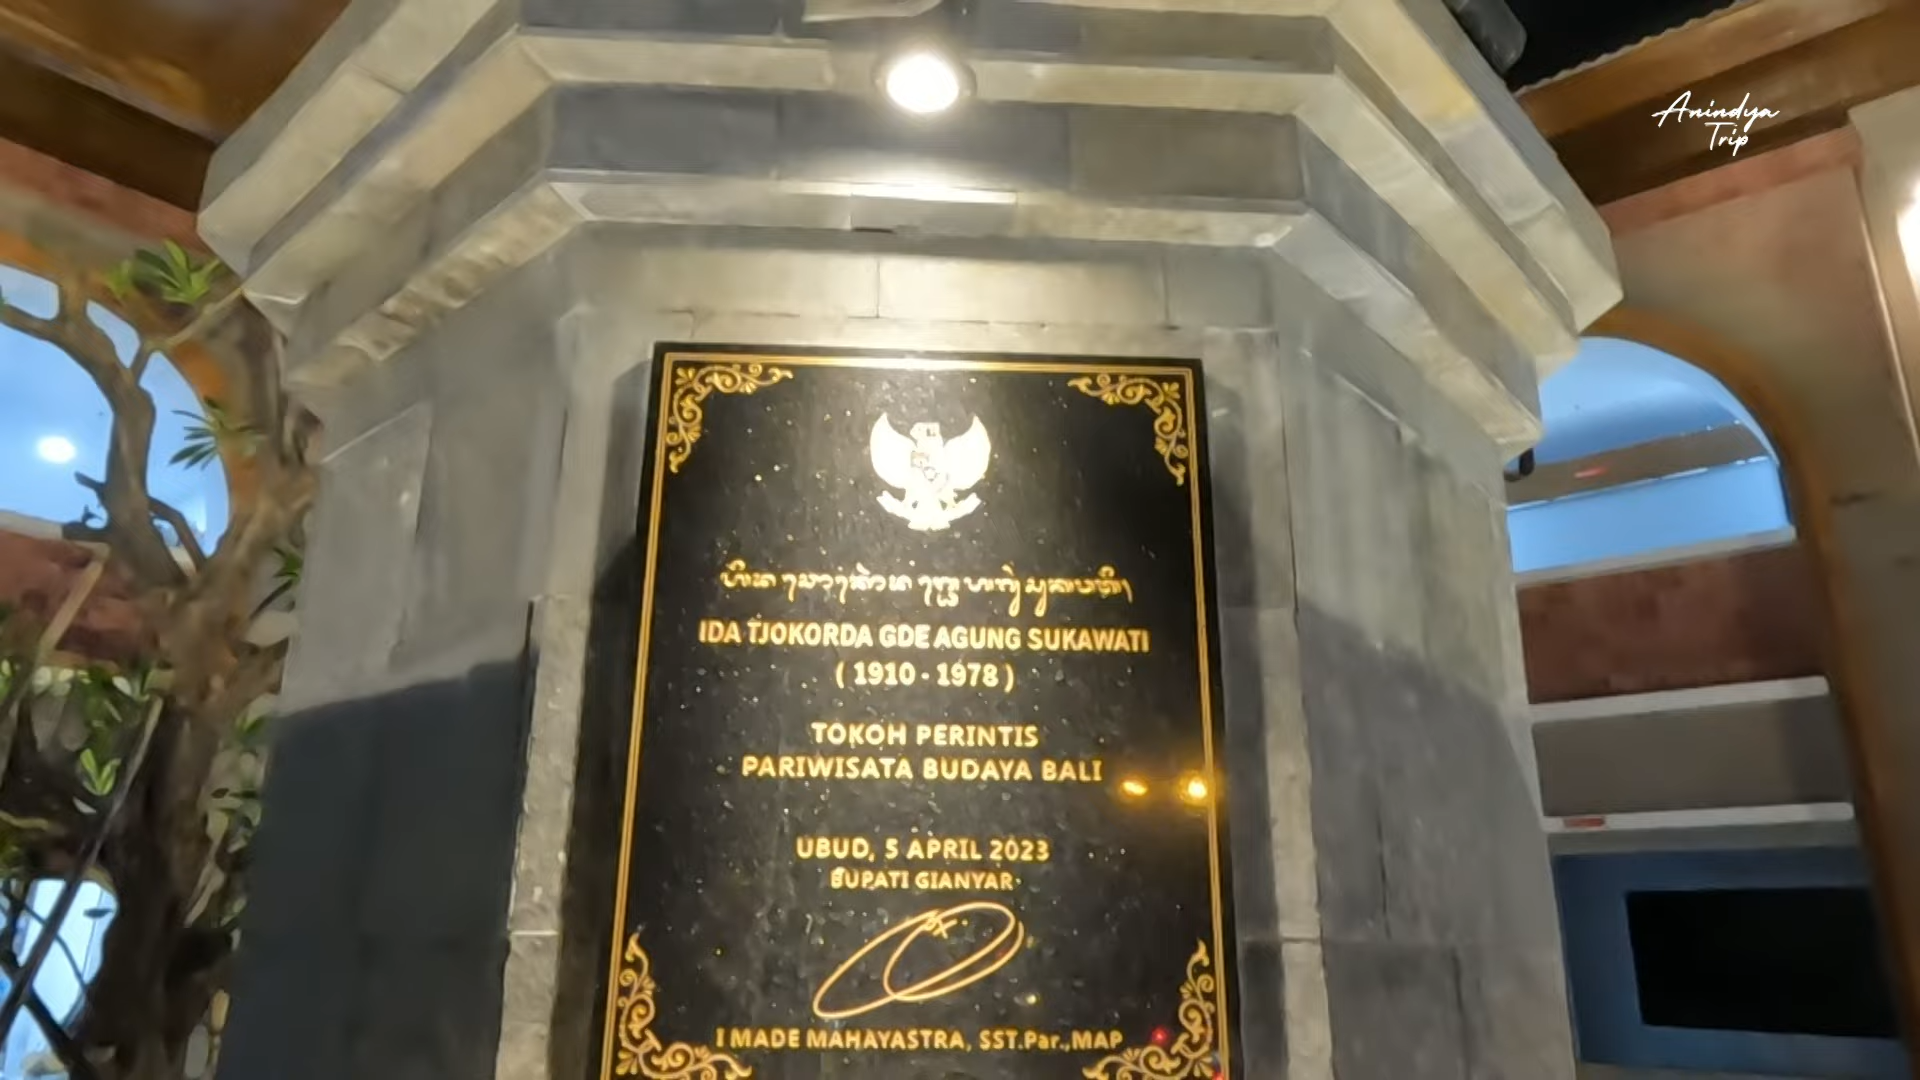 Anindya
Trip
IDA TJOKORDA GDE AGUNG SUKAWATI
( 1910 - 1978 )
TOKOH PERINTIS
PARIWISATA BUDAYA BALI
UBUD, 5 APRIL 2023
BUPATI GIANYAR
I MADE MAHAYASTRA, SST.Par.,MAP